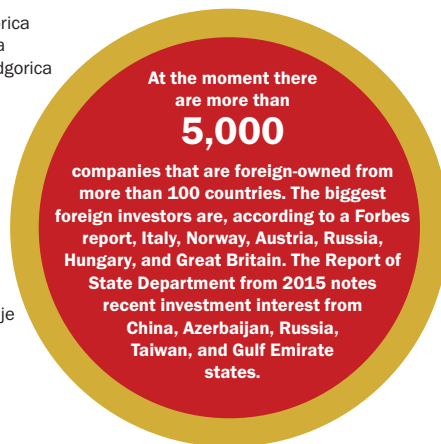 orica
a
dgorica
je
At the moment there
are more than
5,000
companies that are foreign-owned from
more than 100 countries. The biggest
foreign investors are, according to a Forbes
report, Italy, Norway, Austria, Russia,
Hungary, and Great Britain. The Report of
State Department from 2015 notes
recent investment interest from
China, Azerbaijan, Russia,
Taiwan, and Gulf Emirate
states.